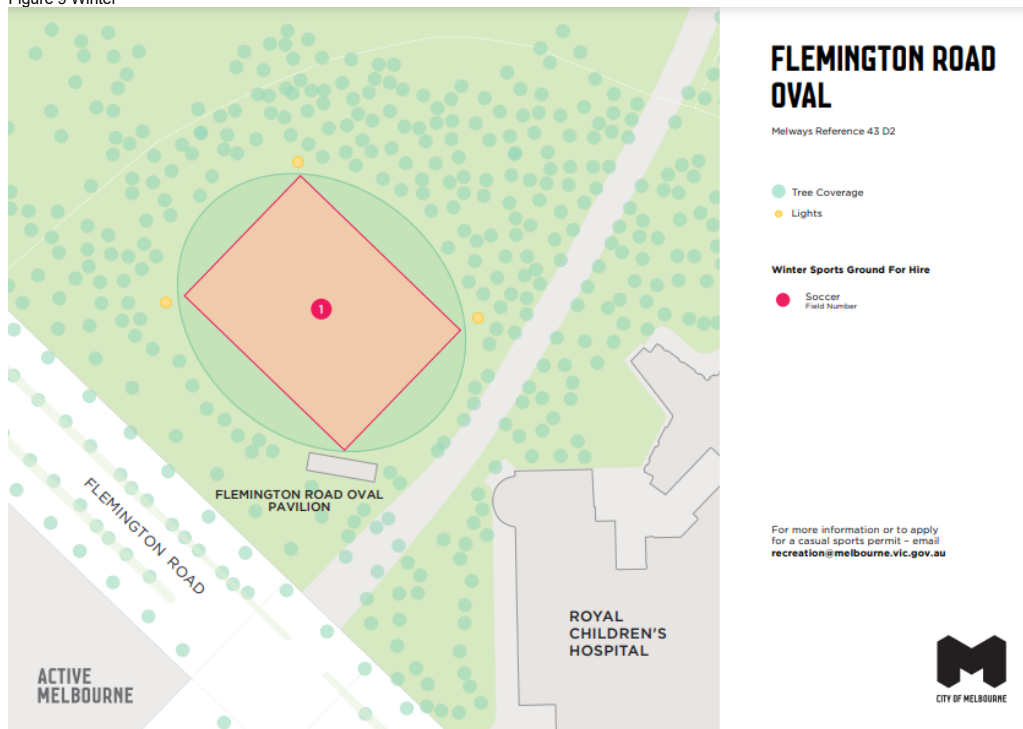 Figure 9 Winter
FLEMINGTON ROAD
OVAL
Melways Reference 43 D2
Tree Coverage
Lights
Winter Sports Ground For Hire
Soccer
Field Number
1
FLEMINGTON ROAD OVAL
PAVILION
FLEMINGTON ROAD
ROYAL
CHILDREN'S
HOSPITAL
For more information or to apply
for a casual sports permit – email
recreation@melbourne.vic.gov.au
ACTIVE
MELBOURNE
CITY OF MELBOURNE